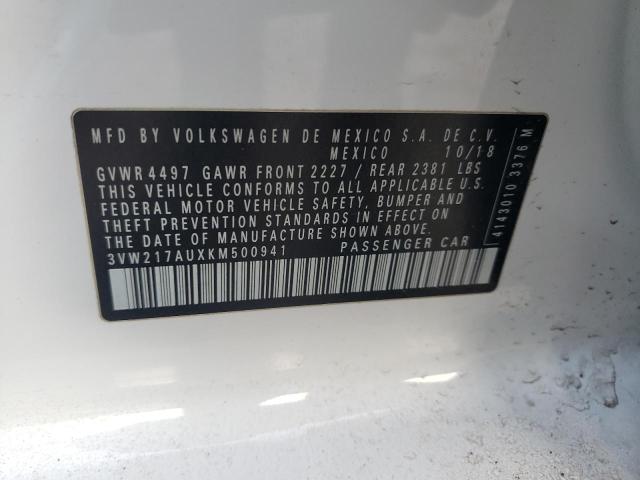 MFD BY VOLKSWAGEN DE MEXICO S.A. DE C.V.
MEXICO 10/18
GVWR 4497 GAWR FRONT 2227 / REAR 2381 LBS
THIS VEHICLE CONFORMS TO ALL APPLICABLE U.S.
FEDERAL MOTOR VEHICLE SAFETY, BUMPER AND
THEFT PREVENTION STANDARDS IN EFFECT ON
THE DATE OF MANUFACTURE SHOWN ABOVE.
3VW217AUXKM500941 PASSENGER CAR
4143010 3376 M